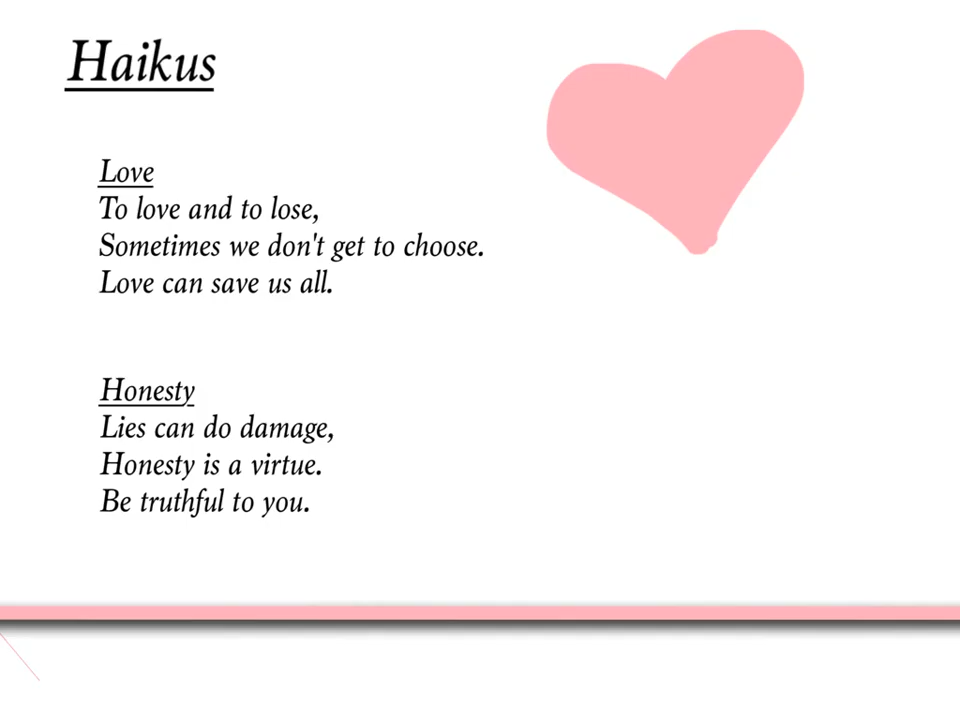 Haikus
Love
To love and to lose,
Sometimes we don't get to choose.
Love can save us all.
Honesty
Lies can do damage,
Honesty is a virtue.
Be truthful to you.